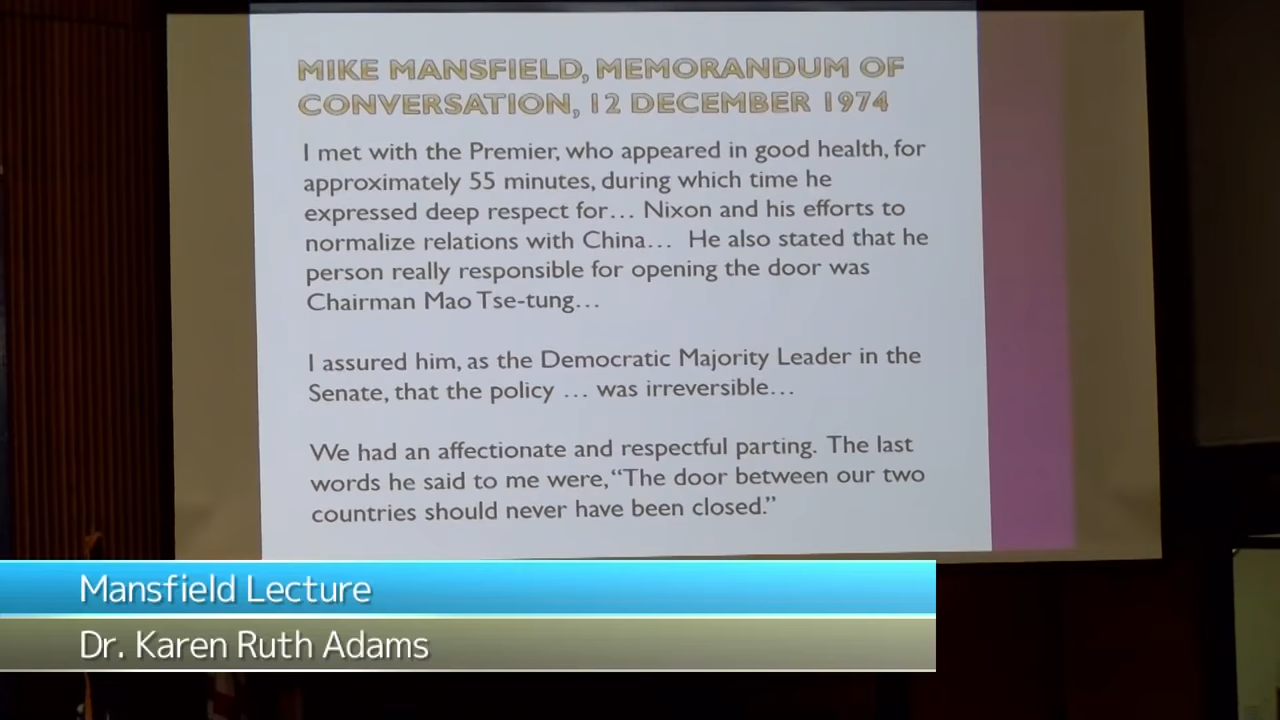 MIKE MANSFIELD, MEMORANDUM OF
CONVERSATION, 12 DECEMBER 1974
I met with the Premier, who appeared in good health, for
approximately 55 minutes, during which time he
expressed deep respect for… Nixon and his efforts to
normalize relations with China… He also stated that he
person really responsible for opening the door was
Chairman Mao Tse-tung…
I assured him, as the Democratic Majority Leader in the
Senate, that the policy … was irreversible…
We had an affectionate and respectful parting. The last
words he said to me were, “The door between our two
countries should never have been closed.”
Mansfield Lecture
Dr. Karen Ruth Adams